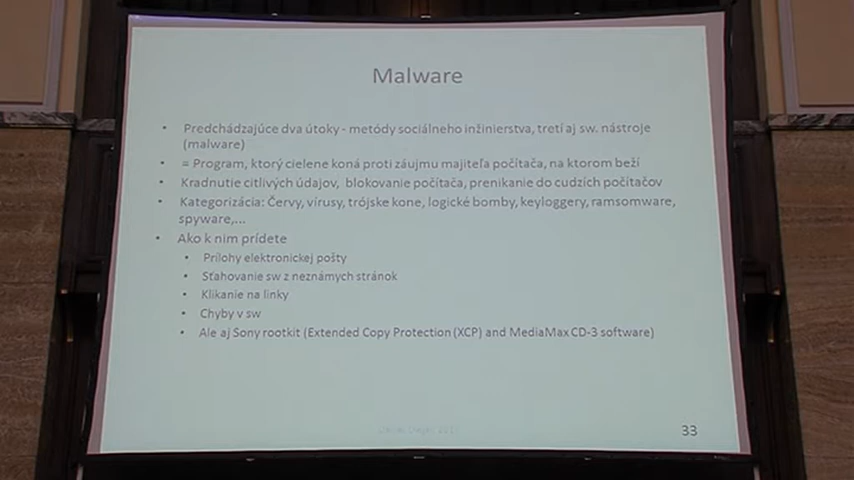 Malware
• Predchádzajúce dva útoky - metódy sociálneho inžinierstva, tretí aj sw. nástroje
(malware)
• = Program, ktorý cielene koná proti záujmu majiteľa počítača, na ktorom beží
• Kradnutie citlivých údajov, blokovanie počítača, prenikanie do cudzích počítačov
• Kategorizácia: Červy, vírusy, trójske kone, logické bomby, keyloggery, ramsomware,
spyware,...
• Ako k nim prídete
• Prílohy elektronickej pošty
• Sťahovanie sw z neznámych stránok
• Klikanie na linky
• Chyby v sw
• Ale aj Sony rootkit (Extended Copy Protection (XCP) and MediaMax CD-3 software)
33